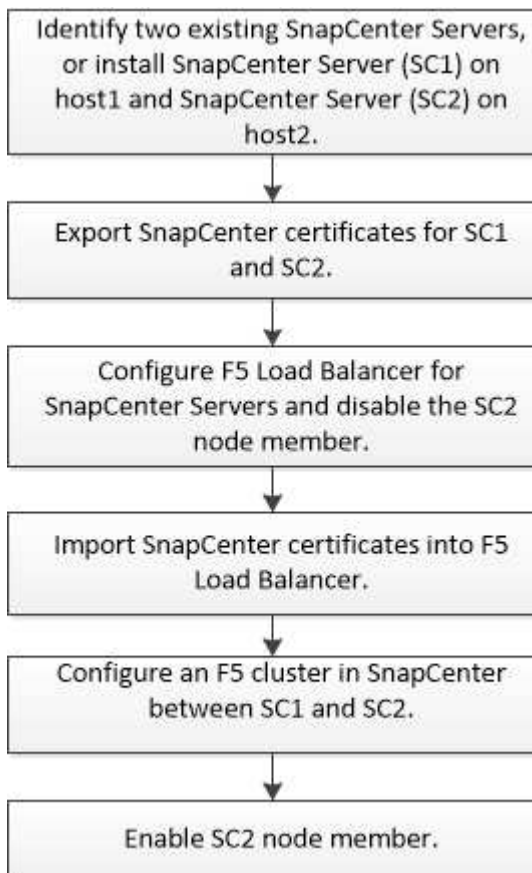 Identify two existing SnapCenter Servers,
or install SnapCenter Server (SC1) on
host1 and SnapCenter Server (SC2) on
host2.
Export SnapCenter certificates for SC1
and SC2.
Configure F5 Load Balancer for
SnapCenter Servers and disable the SC2
node member.
Import SnapCenter certificates into F5
Load Balancer.
Configure an F5 cluster in SnapCenter
between SC1 and SC2.
Enable SC2 node member.